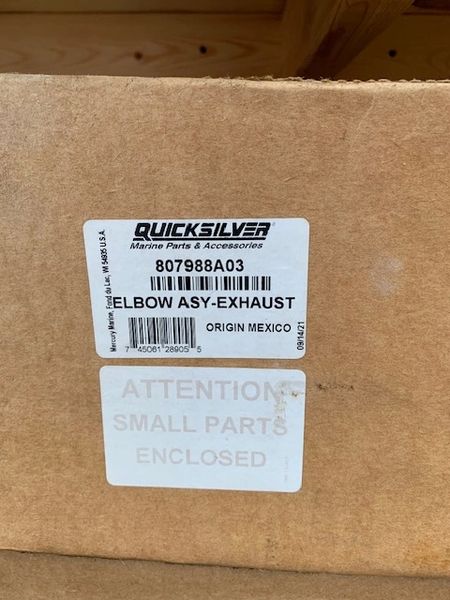 QUICKSILVER
Marine Parts & Accessories
807988A03
ELBOW ASY-EXHAUST
ORIGIN MEXICO
7 45061 28905 5
Mercury Marine, Fond du Lac, WI 54935 U.S.A.
09/14/21
ATTENTION
SMALL PARTS
ENCLOSED